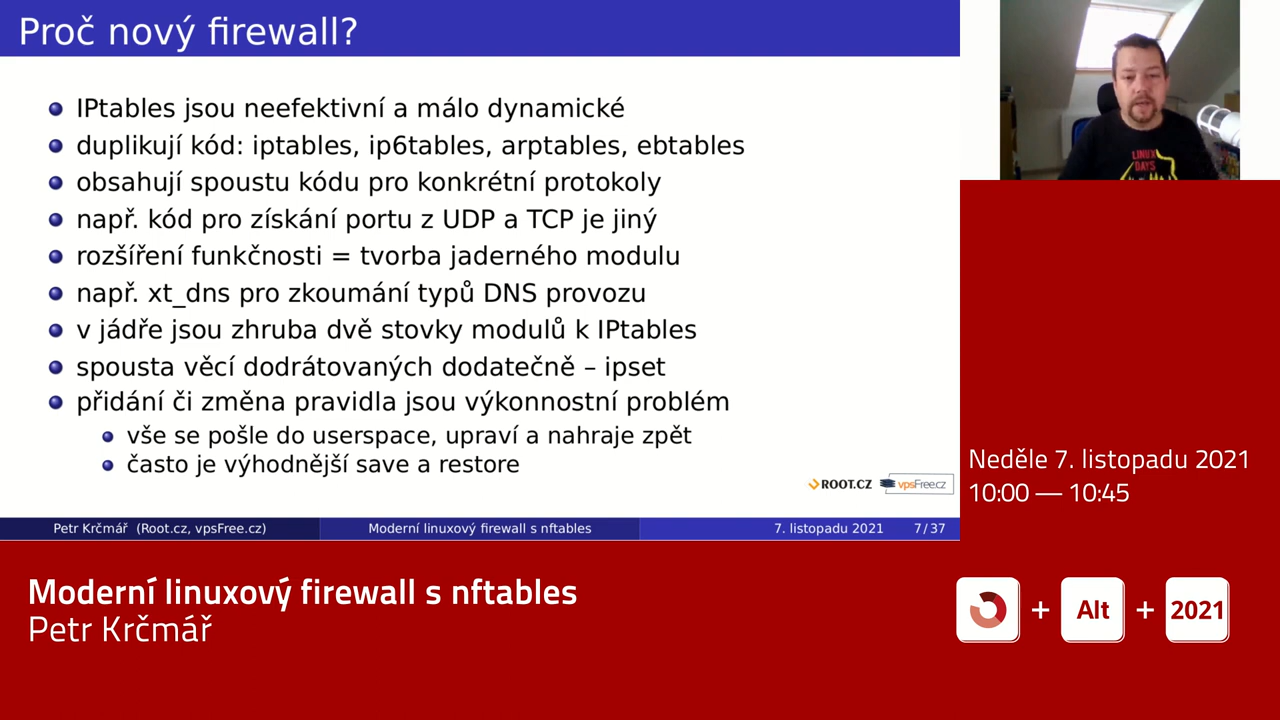 Proč nový firewall?
IPtables jsou neefektivní a málo dynamické
duplikují kód: iptables, ip6tables, arptables, ebtables
obsahují spoustu kódu pro konkrétní protokoly
např. kód pro získání portu z UDP a TCP je jiný
rozšíření funkčnosti = tvorba jaderného modulu
např. xt_dns pro zkoumání typů DNS provozu
v jádře jsou zhruba dvě stovky modulů k IPtables
spousta věcí dodrátovaných dodatečně – ipset
přidání či změna pravidla jsou výkonnostní problém
vše se pošle do userspace, upraví a nahraje zpět
často je výhodnější save a restore
ROOT.CZ vpsFree.cz
Petr Krčmář (Root.cz, vpsFree.cz) Moderní linuxový firewall s nftables 7. listopadu 2021 7/37
LINUX
DAYS
Neděle 7. listopadu 2021
10:00 — 10:45
Moderní linuxový firewall s nftables
Petr Krčmář
+ Alt + 2021